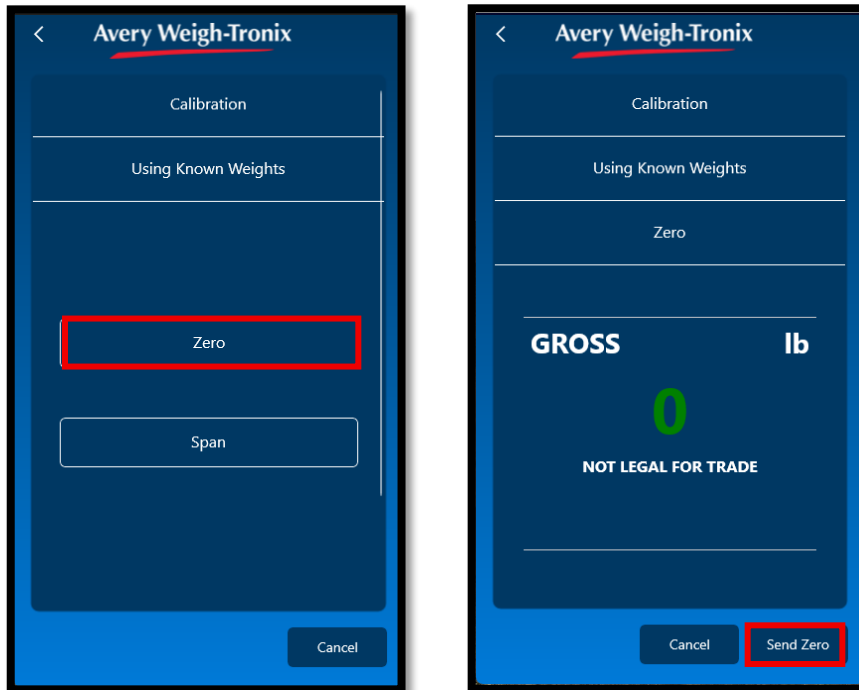 Avery Weigh-Tronix
Calibration
Using Known Weights
Zero
Span
Cancel
Avery Weigh-Tronix
Calibration
Using Known Weights
Zero
GROSS lb
0
NOT LEGAL FOR TRADE
Cancel Send Zero